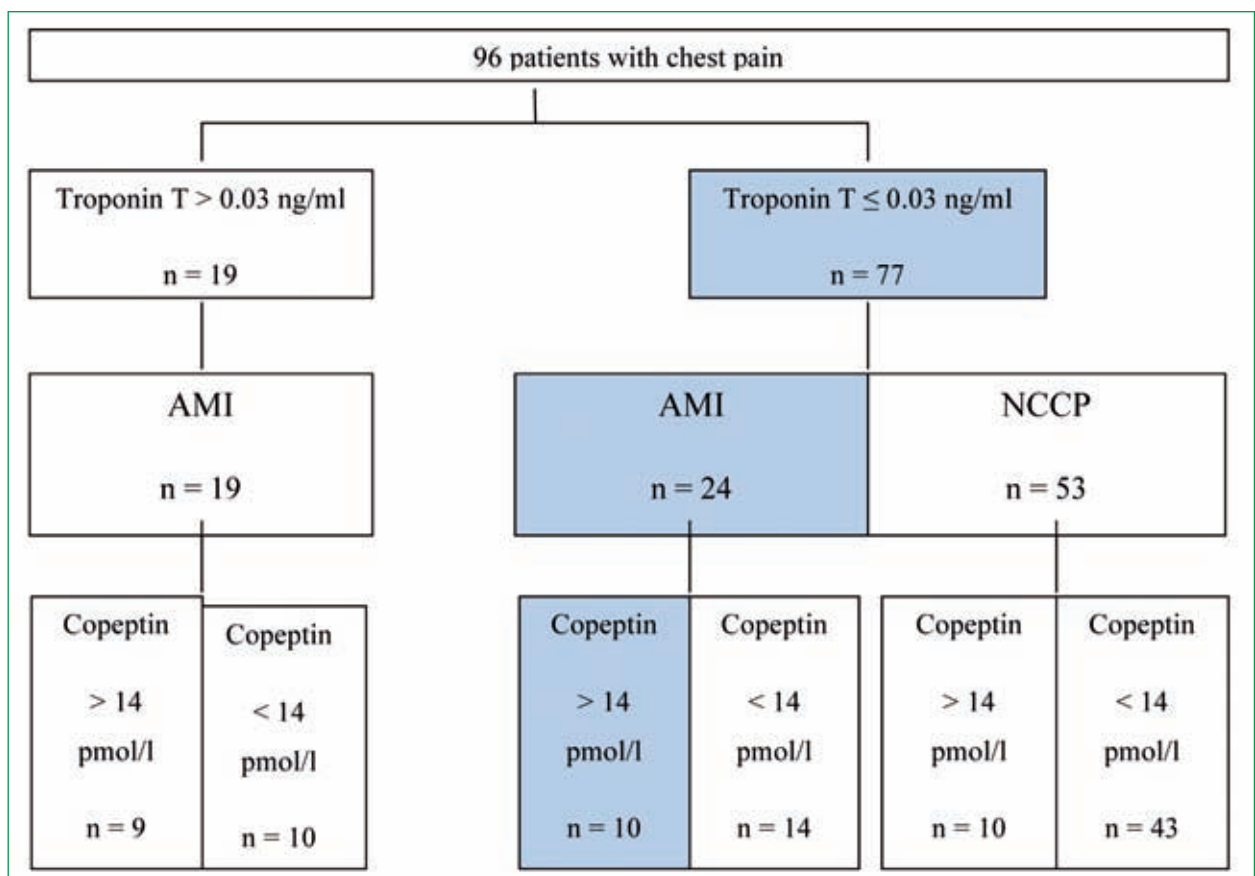 96 patients with chest pain
Troponin T > 0.03 ng/ml
n = 19
Troponin T ≤ 0.03 ng/ml
n = 77
AMI
n = 19
AMI
n = 24
NCCP
n = 53
Copeptin
> 14
pmol/l
n = 9
Copeptin
< 14
pmol/l
n = 10
Copeptin
> 14
pmol/l
n = 10
Copeptin
< 14
pmol/l
n = 14
Copeptin
> 14
pmol/l
n = 10
Copeptin
< 14
pmol/l
n = 43